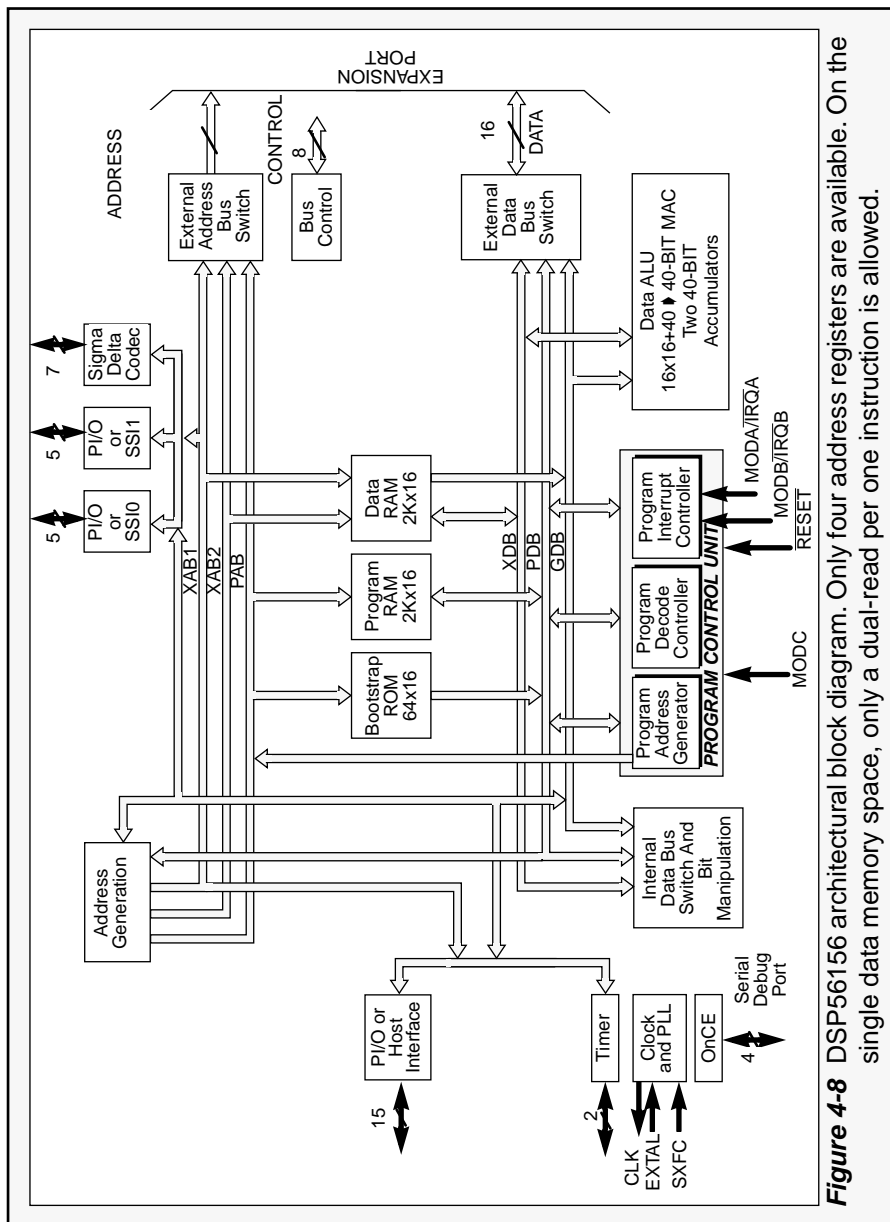 ADDRESS
EXPANSION
PORT
CONTROL
8
16
DATA
External
Address
Bus
Switch
Bus
Control
External
Data
Bus
Switch
7
Sigma
Delta
Codec
5
PI/O
or
SSI1
5
PI/O
or
SSI0
XAB1
XAB2
PAB
Data
RAM
2Kx16
Program
RAM
2Kx16
Bootstrap
ROM
64x16
XDB
PDB
GDB
Data ALU
16x16+40 ➧ 40-BIT MAC
Two 40-BIT
Accumulators
Program
Interrupt
Controller
Program
Decode
Controller
Program
Address
Generator
PROGRAM CONTROL UNIT
MODA/IRQA
MODB/IRQB
RESET
MODC
Address
Generation
Internal
Data Bus
Switch And
Bit
Manipulation
PI/O or
Host
Interface
15
Timer
2
Clock
and PLL
CLK
EXTAL
SXFC
OnCE
4
Serial
Debug
Port
Figure 4-8 DSP56156 architectural block diagram. Only four address registers are available. On the
single data memory space, only a dual-read per one instruction is allowed.